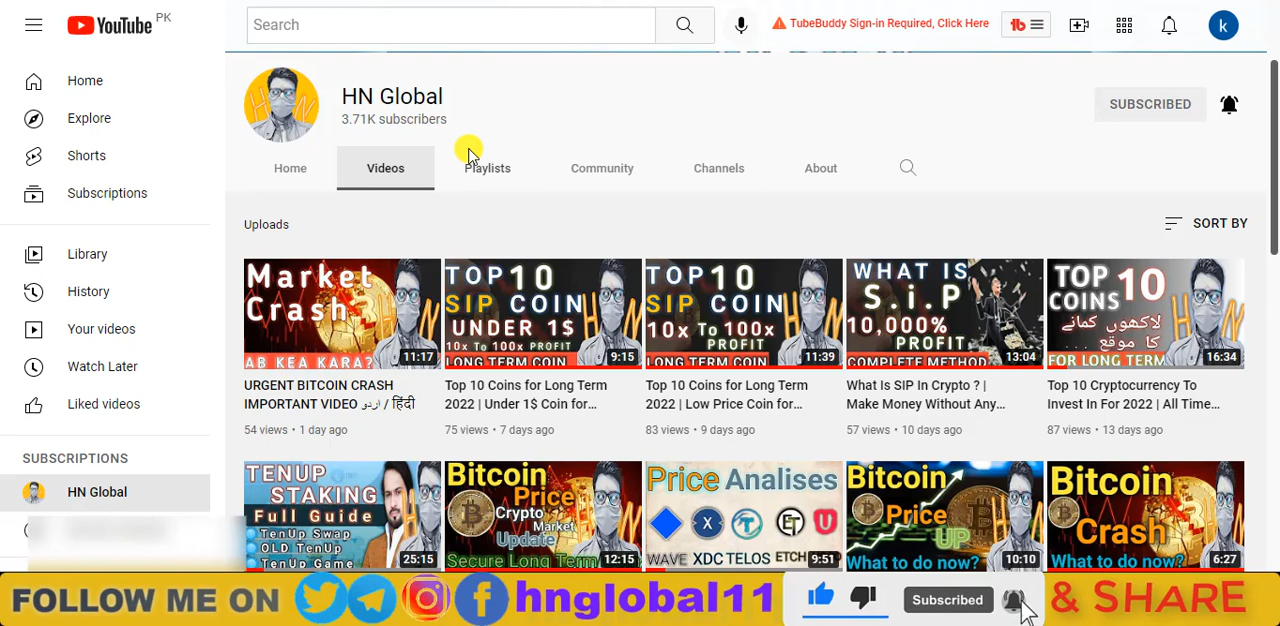 YouTube PK
Search
TubeBuddy Sign-in Required, Click Here
tb
k
Home
Explore
Shorts
Subscriptions
Library
History
Your videos
Watch Later
Liked videos
SUBSCRIPTIONS
HN Global
HN
HN Global
3.71K subscribers
SUBSCRIBED
Home
Videos
Playlists
Community
Channels
About
Uploads
SORT BY
Market
Crash
AB KEA KARA?
11:17
URGENT BITCOIN CRASH
IMPORTANT VIDEO اردو / हिंदी
54 views • 1 day ago
TOP 10
SIP COIN
UNDER 1$
10x To 100x PROFIT
LONG TERM COIN
9:15
Top 10 Coins for Long Term
2022 | Under 1$ Coin for...
75 views • 7 days ago
TOP 10
SIP COIN
10x To 100x
PROFIT
LONG TERM COIN
11:39
Top 10 Coins for Long Term
2022 | Low Price Coin for...
83 views • 9 days ago
WHAT IS
S.i.P
10,000%
PROFIT
COMPLETE METHOD
13:04
What Is SIP In Crypto ? |
Make Money Without Any...
57 views • 10 days ago
TOP 10
COINS
لاکھوں کمانے
کا موقع ...
FOR LONG TERM
16:34
Top 10 Cryptocurrency To
Invest In For 2022 | All Time...
87 views • 13 days ago
TENUP
STAKING
Full Guide
TenUp Swap
OLD TenUp
TenUp Game
25:15
Bitcoin
Price
Crypto
Market
Update
Secure Long Term
12:15
Price Analises
WAVE XDC TELOS ETCH
9:51
Bitcoin
Price
UP
What to do now?
10:10
Bitcoin
Crash
What to do now?
6:27
FOLLOW ME ON hnglobal11 Subscribed & SHARE